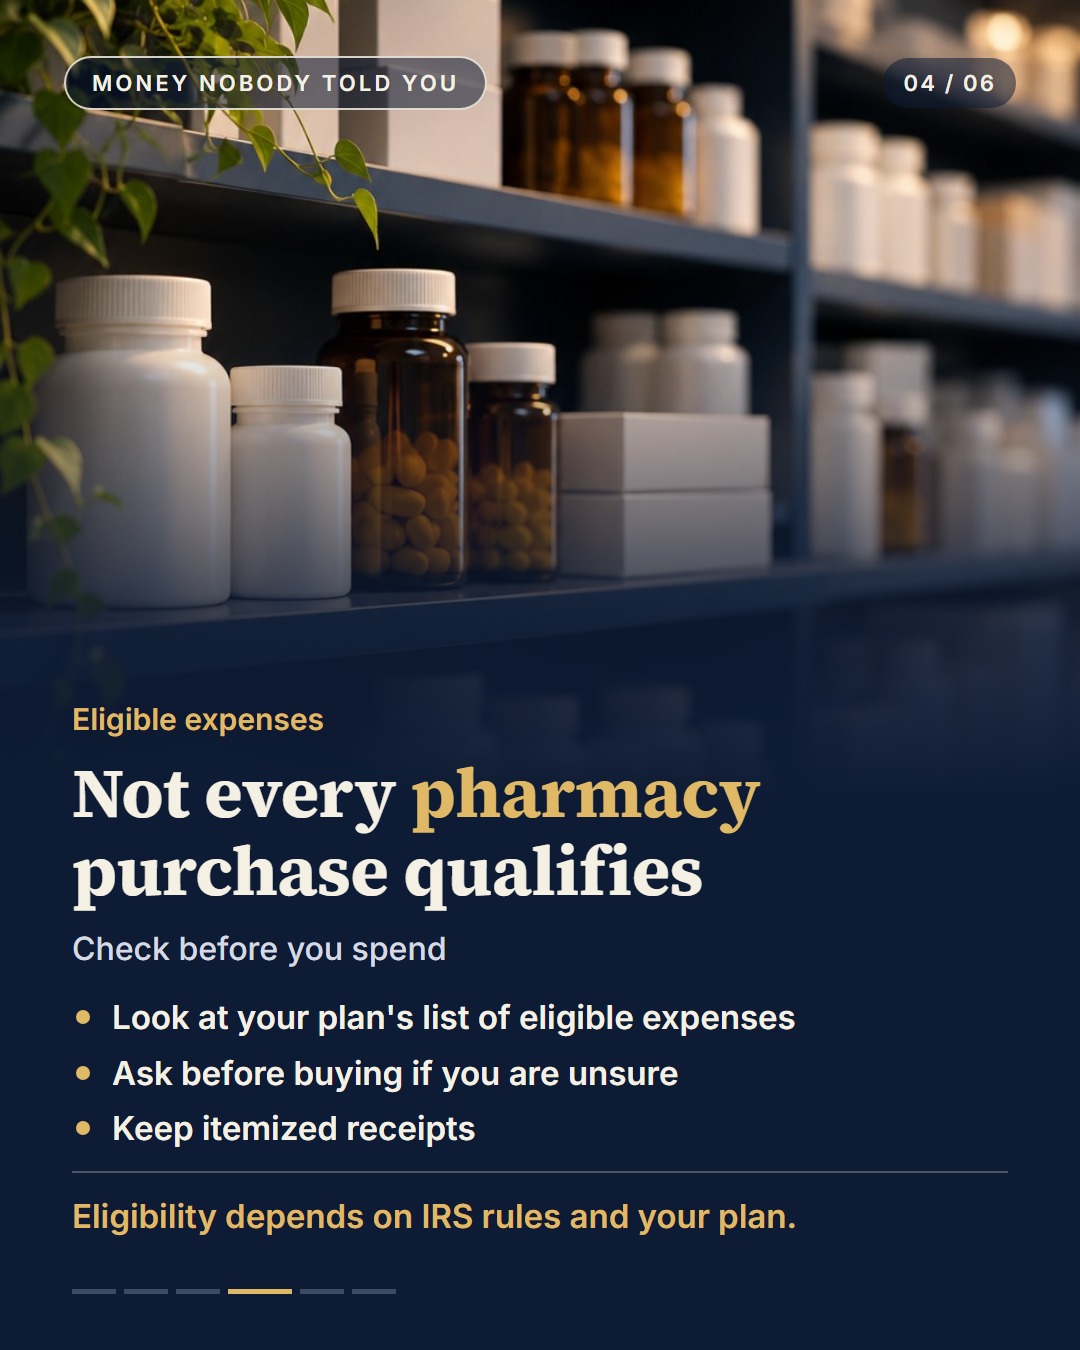 MONEY NOBODY TOLD YOU
04 / 06
Eligible expenses
Not every pharmacy
purchase qualifies
Check before you spend
Look at your plan's list of eligible expenses
Ask before buying if you are unsure
Keep itemized receipts
Eligibility depends on IRS rules and your plan.